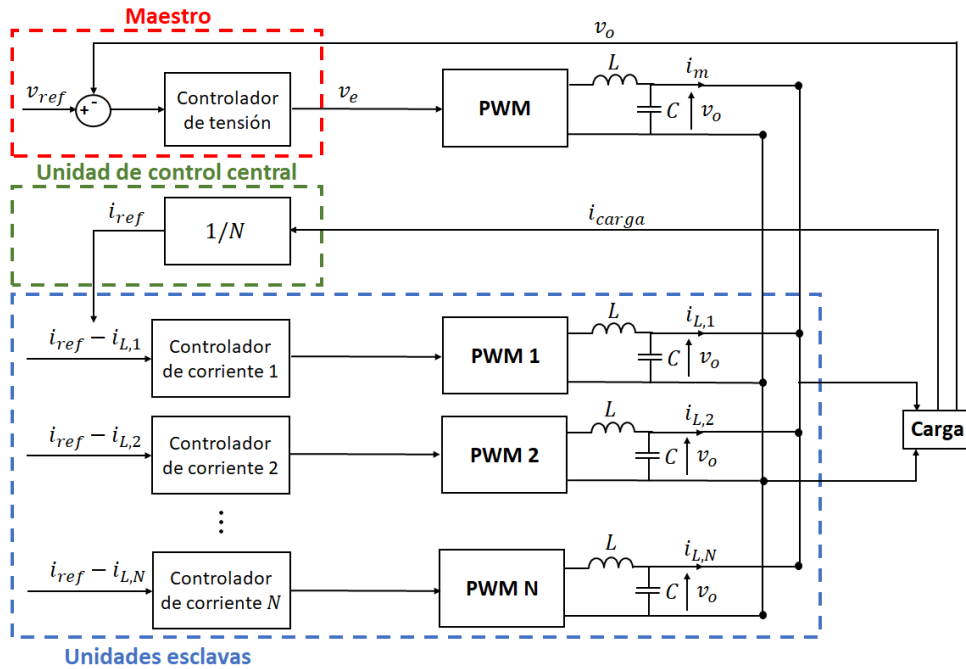 Maestro
v_o
v_ref
+
-
Controlador
de tensión
v_e
PWM
L
i_m
C
v_o
Unidad de control central
i_ref
1/N
i_carga
i_ref − i_L,1
Controlador
de corriente 1
PWM 1
L
i_L,1
C
v_o
i_ref − i_L,2
Controlador
de corriente 2
PWM 2
L
i_L,2
C
v_o
Carga
⋮
i_ref − i_L,N
Controlador
de corriente N
PWM N
L
i_L,N
C
v_o
Unidades esclavas